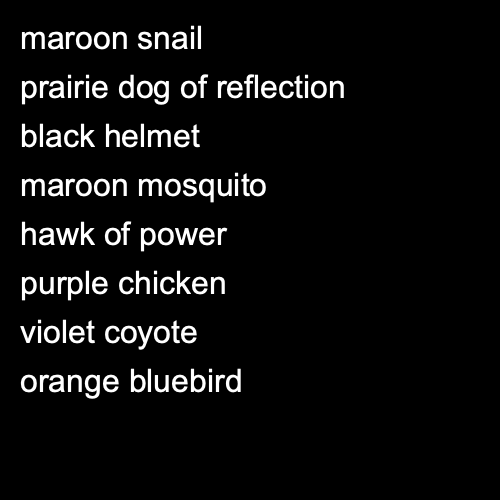 maroon snail
prairie dog of reflection
black helmet
maroon mosquito
hawk of power
purple chicken
violet coyote
orange bluebird